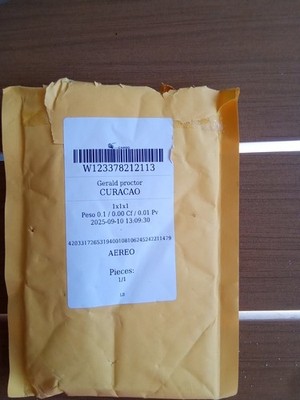 W123378212113
Gerald proctor
CURACAO
1x1x1
Peso 0.1 / 0.00 Cf / 0.01 Pv
2025-09-10 13:09:30
AEREO
Pieces:
1/1